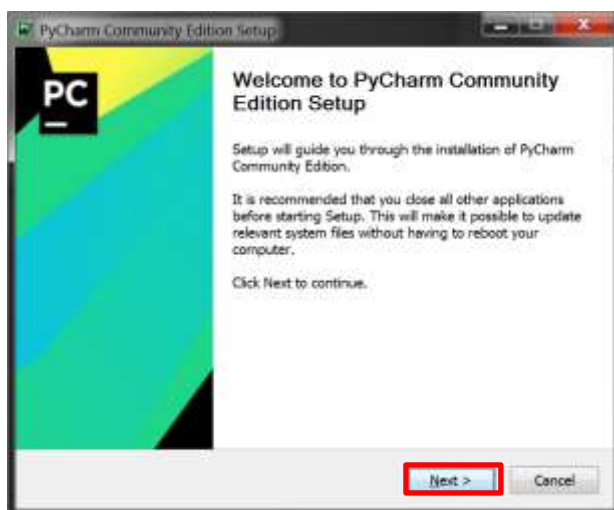 PyCharm Community Edition Setup
PC
Welcome to PyCharm Community
Edition Setup
Setup will guide you through the installation of PyCharm
Community Edition.
It is recommended that you close all other applications
before starting Setup. This will make it possible to update
relevant system files without having to reboot your
computer.
Click Next to continue.
Next >
Cancel